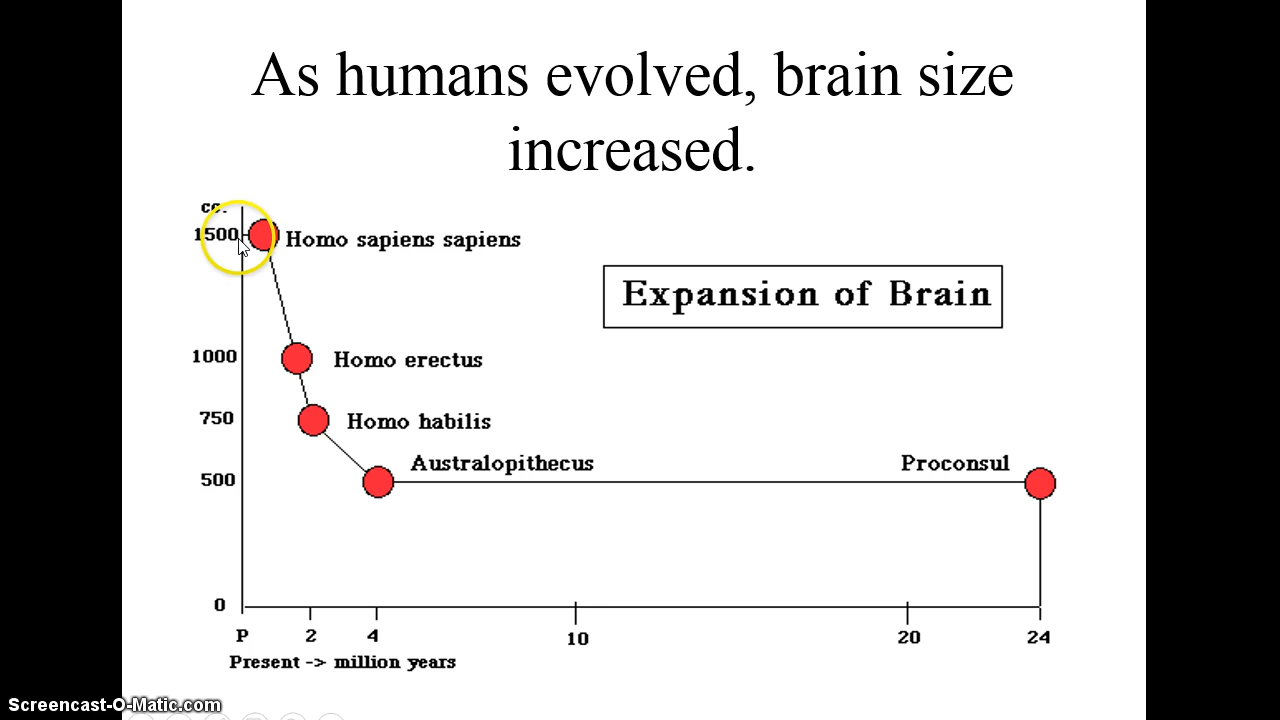 As humans evolved, brain size
increased.
cc.
1500
Homo sapiens sapiens
Expansion of Brain
1000
Homo erectus
750
Homo habilis
Australopithecus
Proconsul
500
0
P 2 4 10 20 24
Present -> million years
Screencast-O-Matic.com